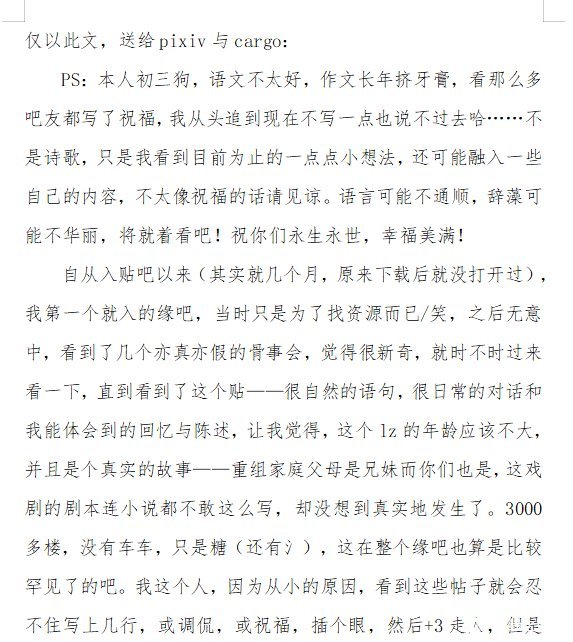 仅以此文，送给pixiv与cargo：
PS：本人初三狗，语文不太好，作文长年挤牙膏，看那么多
吧友都写了祝福，我从头追到现在不写一点也说不过去哈……不
是诗歌，只是我看到目前为止的一点点小想法，还可能融入一些
自己的内容，不太像祝福的话请见谅。语言可能不通顺，辞藻可
能不华丽，将就着看吧！祝你们永生永世，幸福美满！
自从入贴吧以来（其实就几个月，原来下载后就没打开过），
我第一个就入的缘吧，当时只是为了找资源而已/笑，之后无意
中，看到了几个亦真亦假的骨事会，觉得很新奇，就时不时过来
看一下，直到看到了这个贴——很自然的语句，很日常的对话和
我能体会到的回忆与陈述，让我觉得，这个lz的年龄应该不大，
并且是个真实的故事——重组家庭父母是兄妹而你们也是，这戏
剧的剧本连小说都不敢这么写，却没想到真实地发生了。3000
多楼，没有车车，只是糖（还有氵），这在整个缘吧也算是比较
罕见了的吧。我这个人，因为从小的原因，看到这些帖子就会忍
不住写上几行，或调侃，或祝福，插个眼，然后+3走人，但是